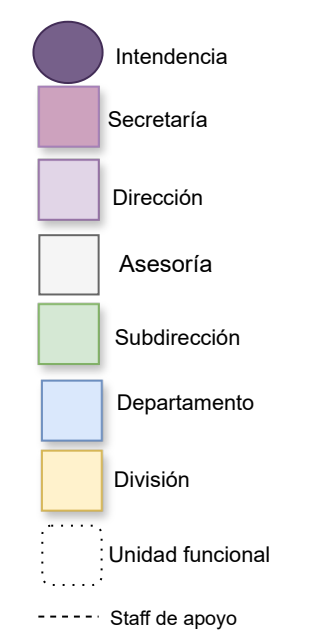 Intendencia
Secretaría
Dirección
Asesoría
Subdirección
Departamento
División
Unidad funcional
Staff de apoyo